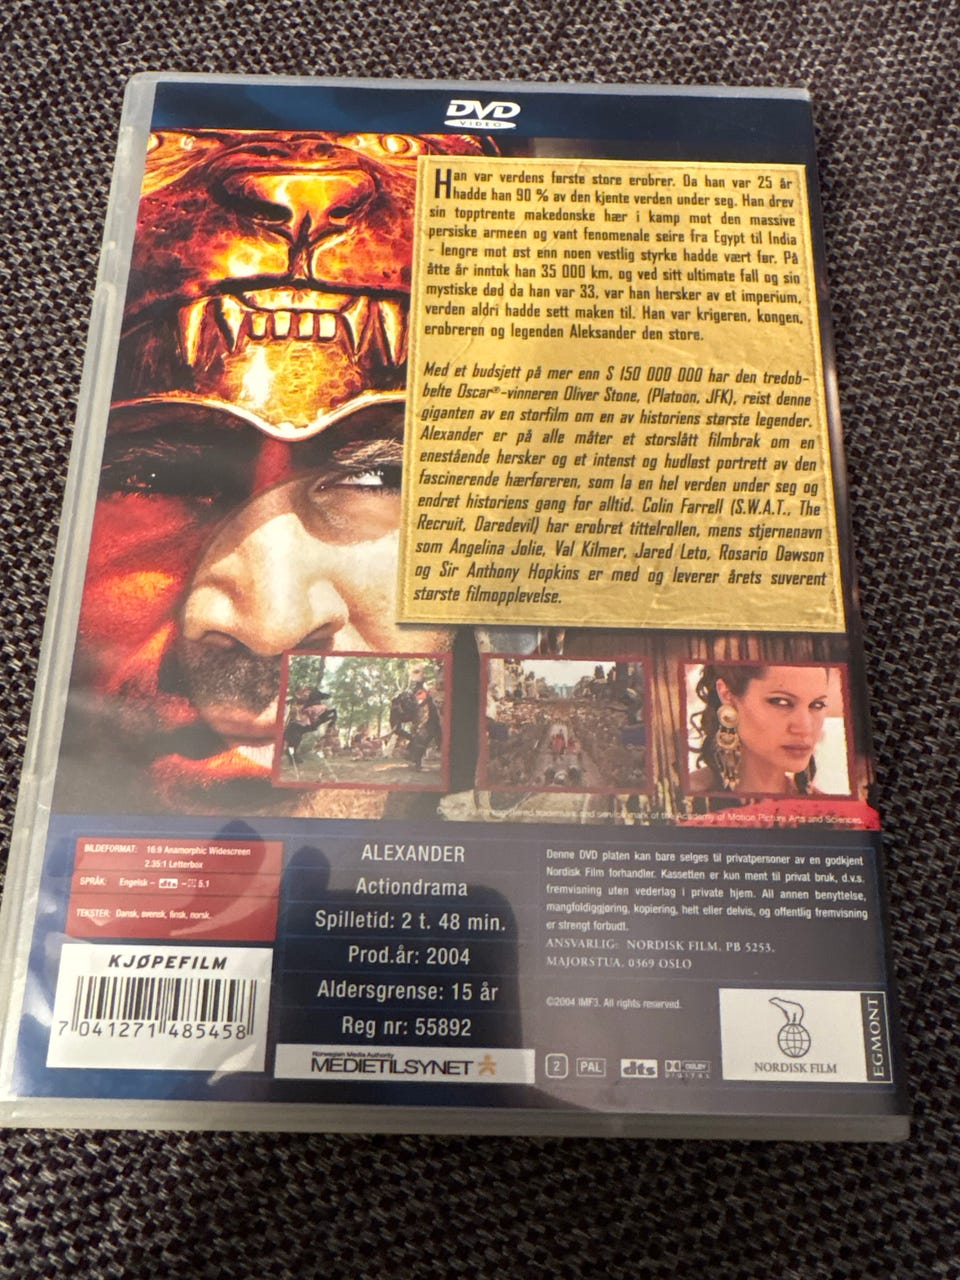 DVD
VIDEO
Han var verdens første store erobrer. Da han var 25 år
hadde han 90 % av den kjente verden under seg. Han drev
sin topptrente makedonske hær i kamp mot den massive
persiske armeen og vant fenomenale seire fra Egypt til India
- lengre mot øst enn noen vestlig styrke hadde vært før. På
åtte år inntok han 35 000 km. og ved sitt ultimate fall og sin
mystiske død da han var 33, var han hersker av et imperium,
verden aldri hadde sett maken til. Han var krigeren, kongen,
erobreren og legenden Aleksander den store.
Med et budsjett på mer enn $ 150 000 000 har den tredob-
belte Oscar®-vinneren Oliver Stone, (Platoon, JFK), reist denne
giganten av en storfilm om en av historiens største legender.
Alexander er på alle måter et storslått filmbrak om en
enestående hersker og et intenst og hudløst portrett av den
fascinerende hærføreren, som la en hel verden under seg og
endret historiens gang for alltid. Colin Farrell (S.W.A.T., The
Recruit, Daredevil) har erobret tittelrollen, mens stjernenavn
som Angelina Jolie, Val Kilmer, Jared Leto, Rosario Dawson
og Sir Anthony Hopkins er med og leverer årets suverent
største filmopplevelse.
registered trademark and service mark of the Academy of Motion Picture Arts and Sciences.
BILDEFORMAT: 16:9 Anamorphic Widescreen
2.35:1 Letterbox
SPRÅK: Engelsk – dts – 5.1
TEKSTER: Dansk, svensk, finsk, norsk.
KJØPEFILM
7 041271 485458
ALEXANDER
Actiondrama
Spilletid: 2 t. 48 min.
Prod.år: 2004
Aldersgrense: 15 år
Reg nr: 55892
Norwegian Media Authority
MEDIETILSYNET
Denne DVD platen kan bare selges til privatpersoner av en godkjent
Nordisk Film forhandler. Kassetten er kun ment til privat bruk, d.v.s.
fremvisning uten vederlag i private hjem. All annen benyttelse,
mangfoldiggjøring, kopiering, helt eller delvis, og offentlig fremvisning
er strengt forbudt.
ANSVARLIG: NORDISK FILM, PB 5253,
MAJORSTUA, 0369 OSLO
©2004 IMF3. All rights reserved.
2 PAL dts DOLBY
DIGITAL
NORDISK FILM
EGMONT